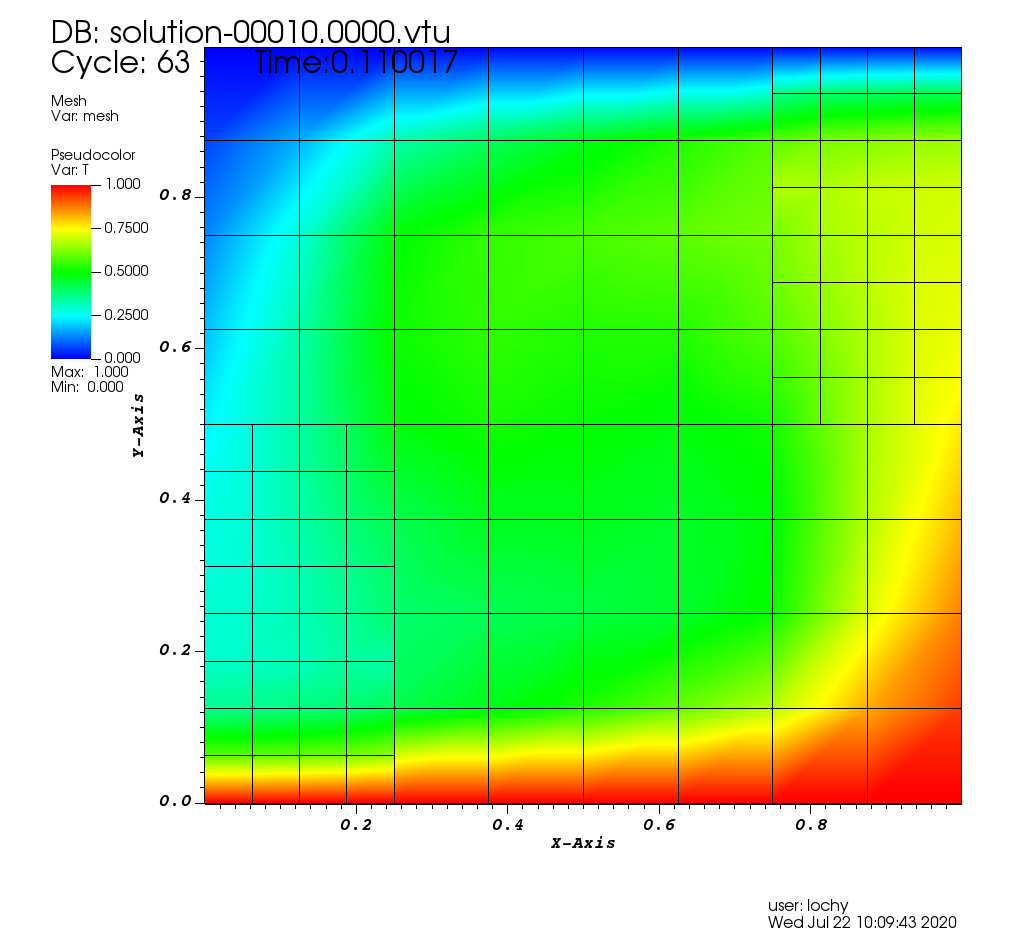 DB: solution-00010.0000.vtu
Cycle: 63 Time:0.110017
Mesh
Var: mesh
Pseudocolor
Var: T
1.000
0.7500
0.5000
0.2500
0.000
Max: 1.000
Min: 0.000
Y-Axis
0.8
0.6
0.4
0.2
0.0
0.2 0.4 0.6 0.8
X-Axis
user: lochy
Wed Jul 22 10:09:43 2020